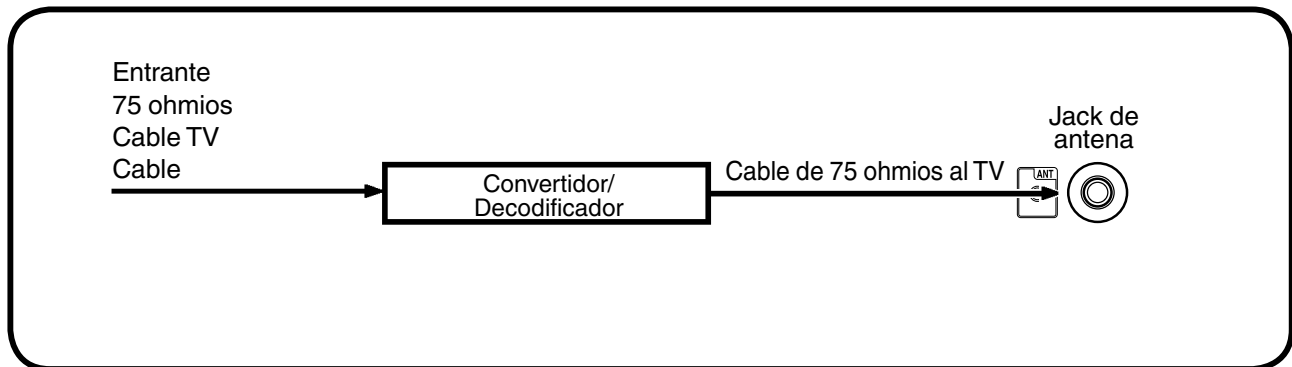 Entrante
75 ohmios
Cable TV
Cable
Convertidor/
Decodificador
Cable de 75 ohmios al TV
Jack de
antena
ANT